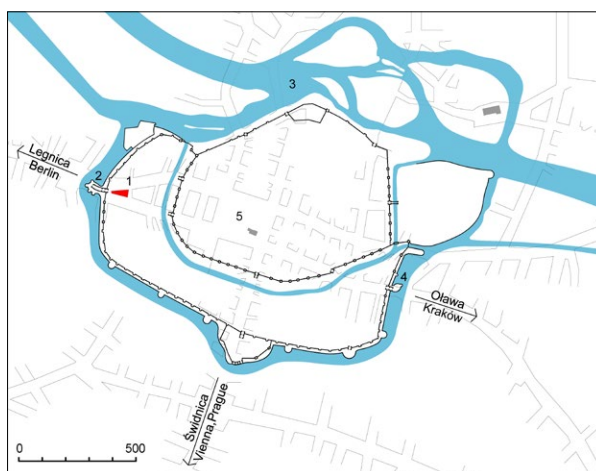 3
Legnica
Berlin
2
1
5
4
Oława
Kraków
Świdnica
Vienna,Prague
0
500